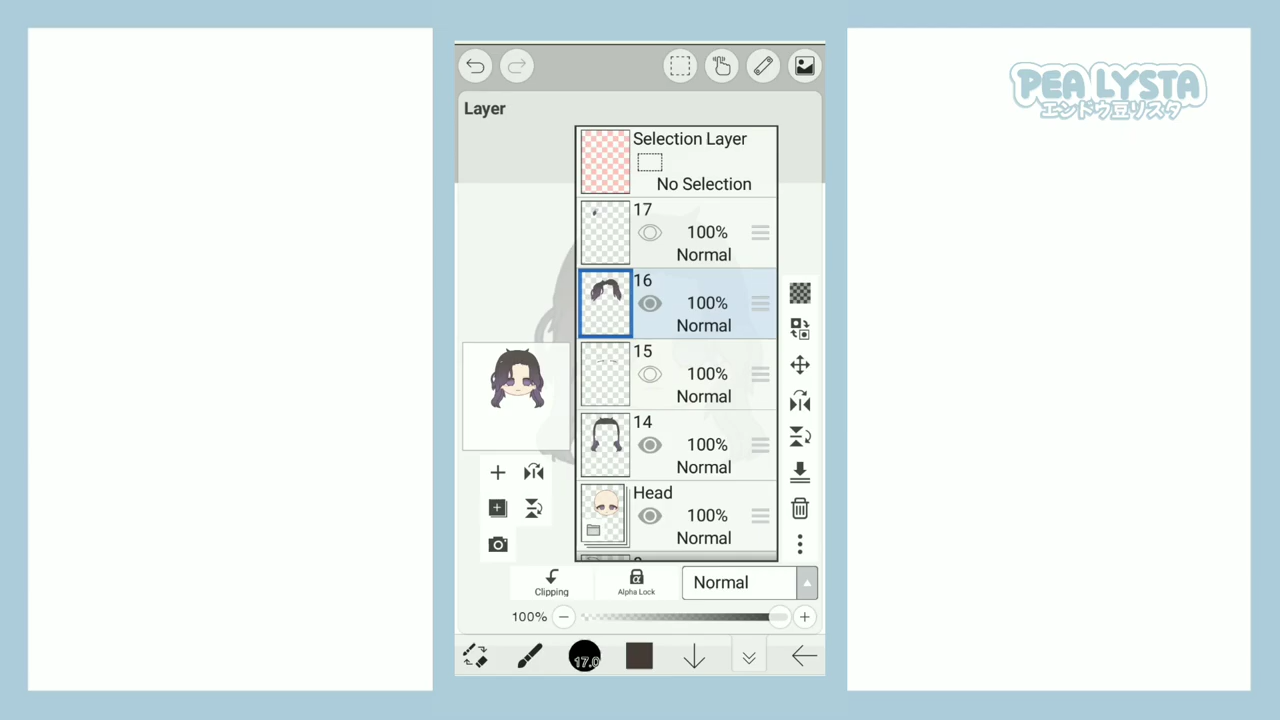 PEA LYSTA
エンドウ豆リスタ
Layer
Selection Layer
No Selection
17
100%
Normal
16
100%
Normal
15
100%
Normal
14
100%
Normal
Head
100%
Normal
Clipping
Alpha Lock
Normal
100%
17.0